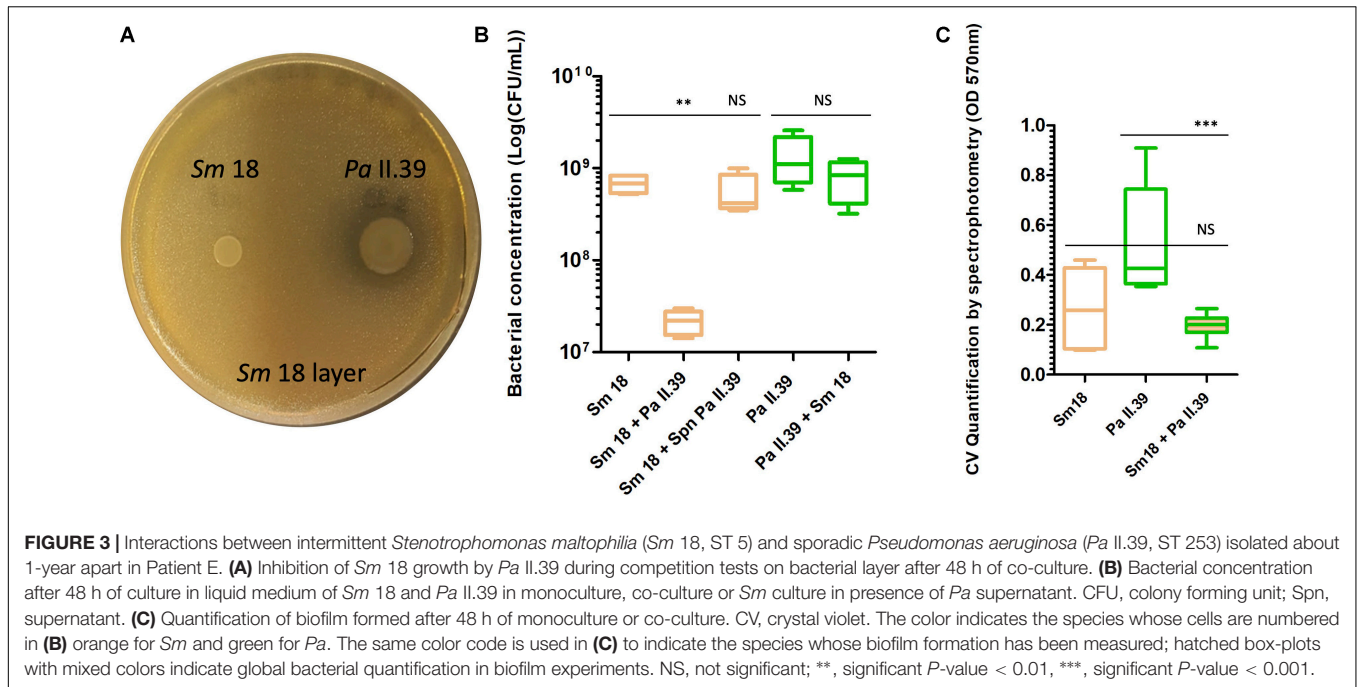 A
Sm 18
Pa II.39
Sm 18 layer
B
Bacterial concentration (Log(CFU/mL))
10^10
10^9
10^8
10^7
**
NS
NS
Sm 18
Sm 18 + Pa II.39
Sm 18 + Spn Pa II.39
Pa II.39
Pa II.39 + Sm 18
C
CV Quantification by spectrophotometry (OD 570nm)
1.0
0.8
0.6
0.4
0.2
0.0
***
NS
Sm18
Pa II.39
Sm18 + Pa II.39
FIGURE 3 | Interactions between intermittent Stenotrophomonas maltophilia (Sm 18, ST 5) and sporadic Pseudomonas aeruginosa (Pa II.39, ST 253) isolated about
1-year apart in Patient E. (A) Inhibition of Sm 18 growth by Pa II.39 during competition tests on bacterial layer after 48 h of co-culture. (B) Bacterial concentration
after 48 h of culture in liquid medium of Sm 18 and Pa II.39 in monoculture, co-culture or Sm culture in presence of Pa supernatant. CFU, colony forming unit; Spn,
supernatant. (C) Quantification of biofilm formed after 48 h of monoculture or co-culture. CV, crystal violet. The color indicates the species whose cells are numbered
in (B) orange for Sm and green for Pa. The same color code is used in (C) to indicate the species whose biofilm formation has been measured; hatched box-plots
with mixed colors indicate global bacterial quantification in biofilm experiments. NS, not significant; **, significant P-value < 0.01, ***, significant P-value < 0.001.